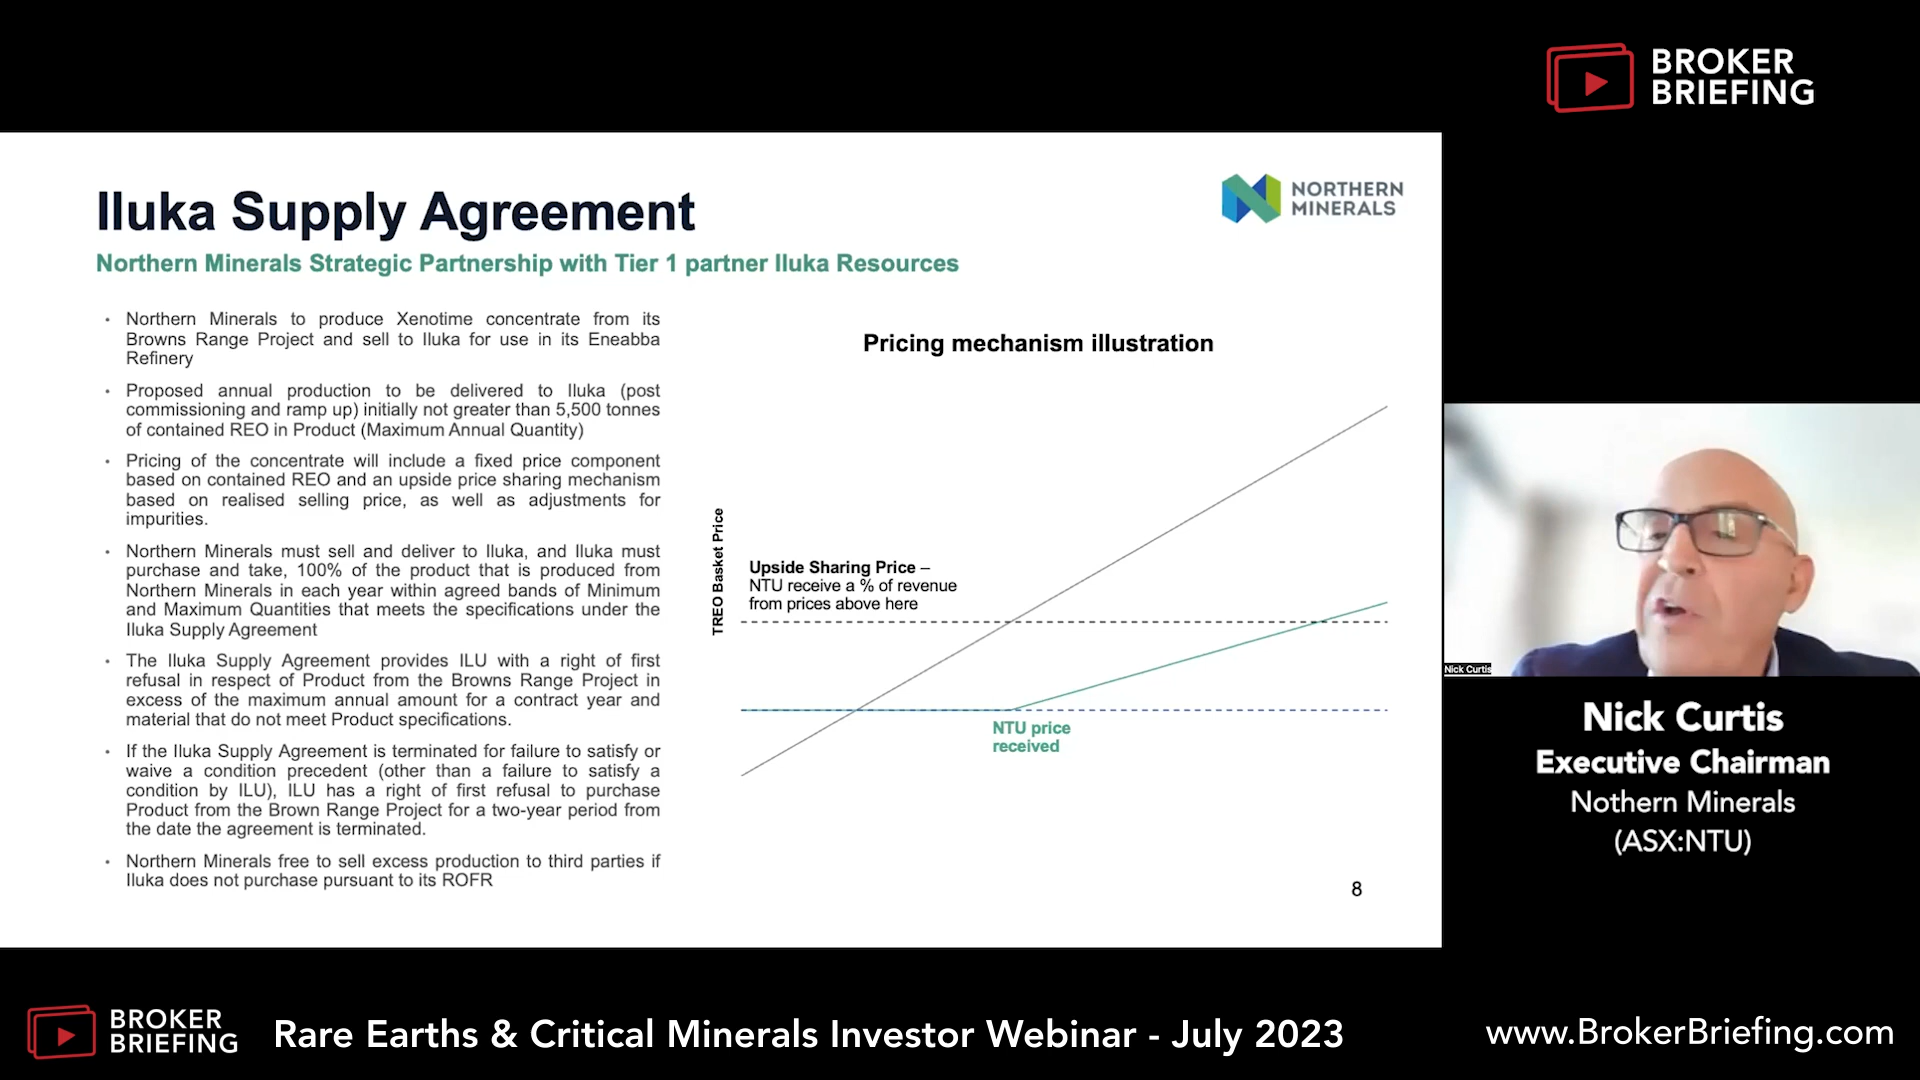 BROKER
BRIEFING
Iluka Supply Agreement
NORTHERN
MINERALS
Northern Minerals Strategic Partnership with Tier 1 partner Iluka Resources
• Northern Minerals to produce Xenotime concentrate from its
Browns Range Project and sell to Iluka for use in its Eneabba
Refinery
• Proposed annual production to be delivered to Iluka (post
commissioning and ramp up) initially not greater than 5,500 tonnes
of contained REO in Product (Maximum Annual Quantity)
• Pricing of the concentrate will include a fixed price component
based on contained REO and an upside price sharing mechanism
based on realised selling price, as well as adjustments for
impurities.
• Northern Minerals must sell and deliver to Iluka, and Iluka must
purchase and take, 100% of the product that is produced from
Northern Minerals in each year within agreed bands of Minimum
and Maximum Quantities that meets the specifications under the
Iluka Supply Agreement
• The Iluka Supply Agreement provides ILU with a right of first
refusal in respect of Product from the Browns Range Project in
excess of the maximum annual amount for a contract year and
material that do not meet Product specifications.
• If the Iluka Supply Agreement is terminated for failure to satisfy or
waive a condition precedent (other than a failure to satisfy a
condition by ILU), ILU has a right of first refusal to purchase
Product from the Brown Range Project for a two-year period from
the date the agreement is terminated.
• Northern Minerals free to sell excess production to third parties if
Iluka does not purchase pursuant to its ROFR
Pricing mechanism illustration
TREO Basket Price
Upside Sharing Price –
NTU receive a % of revenue
from prices above here
NTU price
received
8
Nick Curtis
Nick Curtis
Executive Chairman
Nothern Minerals
(ASX:NTU)
BROKER
BRIEFING
Rare Earths & Critical Minerals Investor Webinar - July 2023
www.BrokerBriefing.com